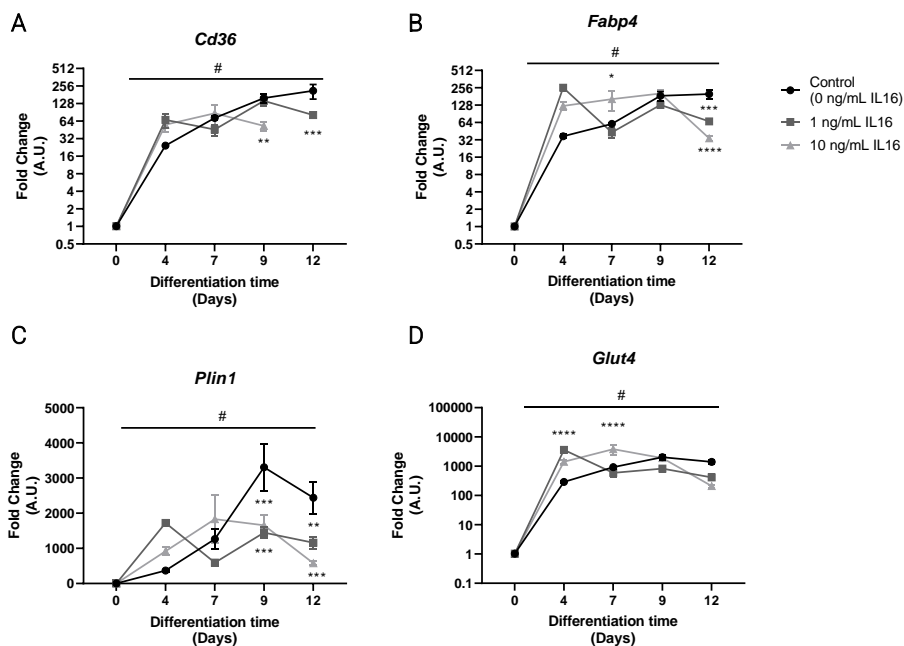 A
Cd36
#
512
256
128
64
32
16
8
4
2
1
0.5
**
***
0
4
7
9
12
Fold Change
(A.U.)
Differentiation time
(Days)
B
Fabp4
#
512
256
128
64
32
16
8
4
2
1
0.5
*
***
****
0
4
7
9
12
Fold Change
(A.U.)
Differentiation time
(Days)
Control
(0 ng/mL IL16)
1 ng/mL IL16
10 ng/mL IL16
C
Plin1
#
5000
4000
3000
2000
1000
0
***
**
***
***
0
4
7
9
12
Fold Change
(A.U.)
Differentiation time
(Days)
D
Glut4
#
100000
10000
1000
100
10
1
0.1
****
****
0
4
7
9
12
Fold Change
(A.U.)
Differentiation time
(Days)